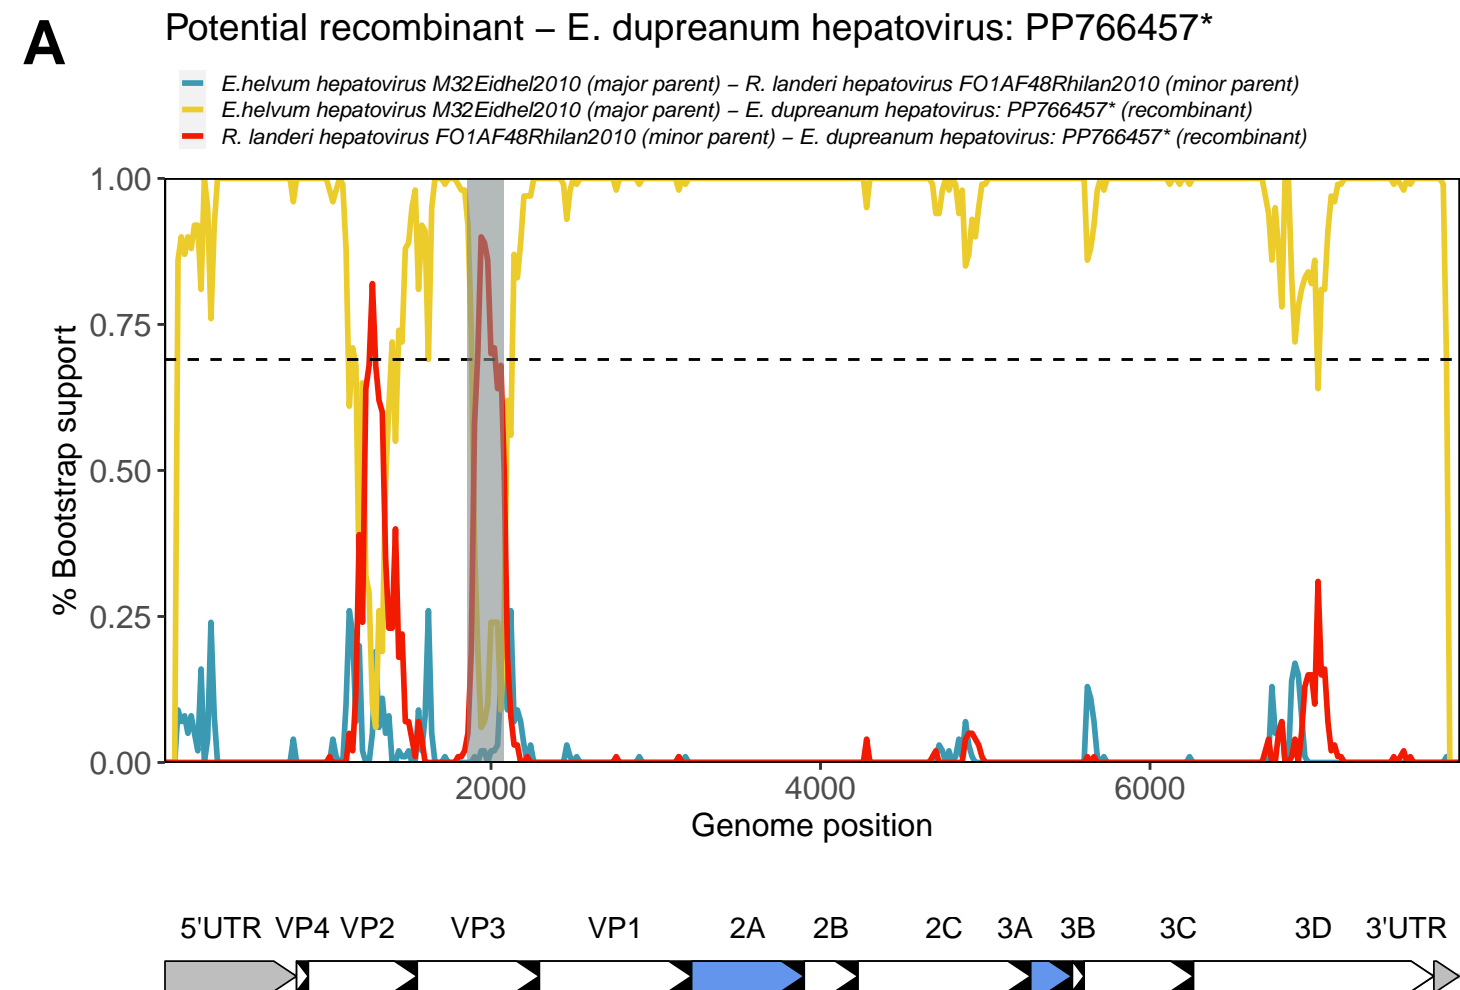 A
Potential recombinant – E. dupreanum hepatovirus: PP766457*
E.helvum hepatovirus M32Eidhel2010 (major parent) – R. landeri hepatovirus FO1AF48Rhilan2010 (minor parent)
E.helvum hepatovirus M32Eidhel2010 (major parent) – E. dupreanum hepatovirus: PP766457* (recombinant)
R. landeri hepatovirus FO1AF48Rhilan2010 (minor parent) – E. dupreanum hepatovirus: PP766457* (recombinant)
% Bootstrap support
1.00
0.75
0.50
0.25
0.00
2000 4000 6000
Genome position
5'UTR VP4 VP2 VP3 VP1 2A 2B 2C 3A 3B 3C 3D 3'UTR